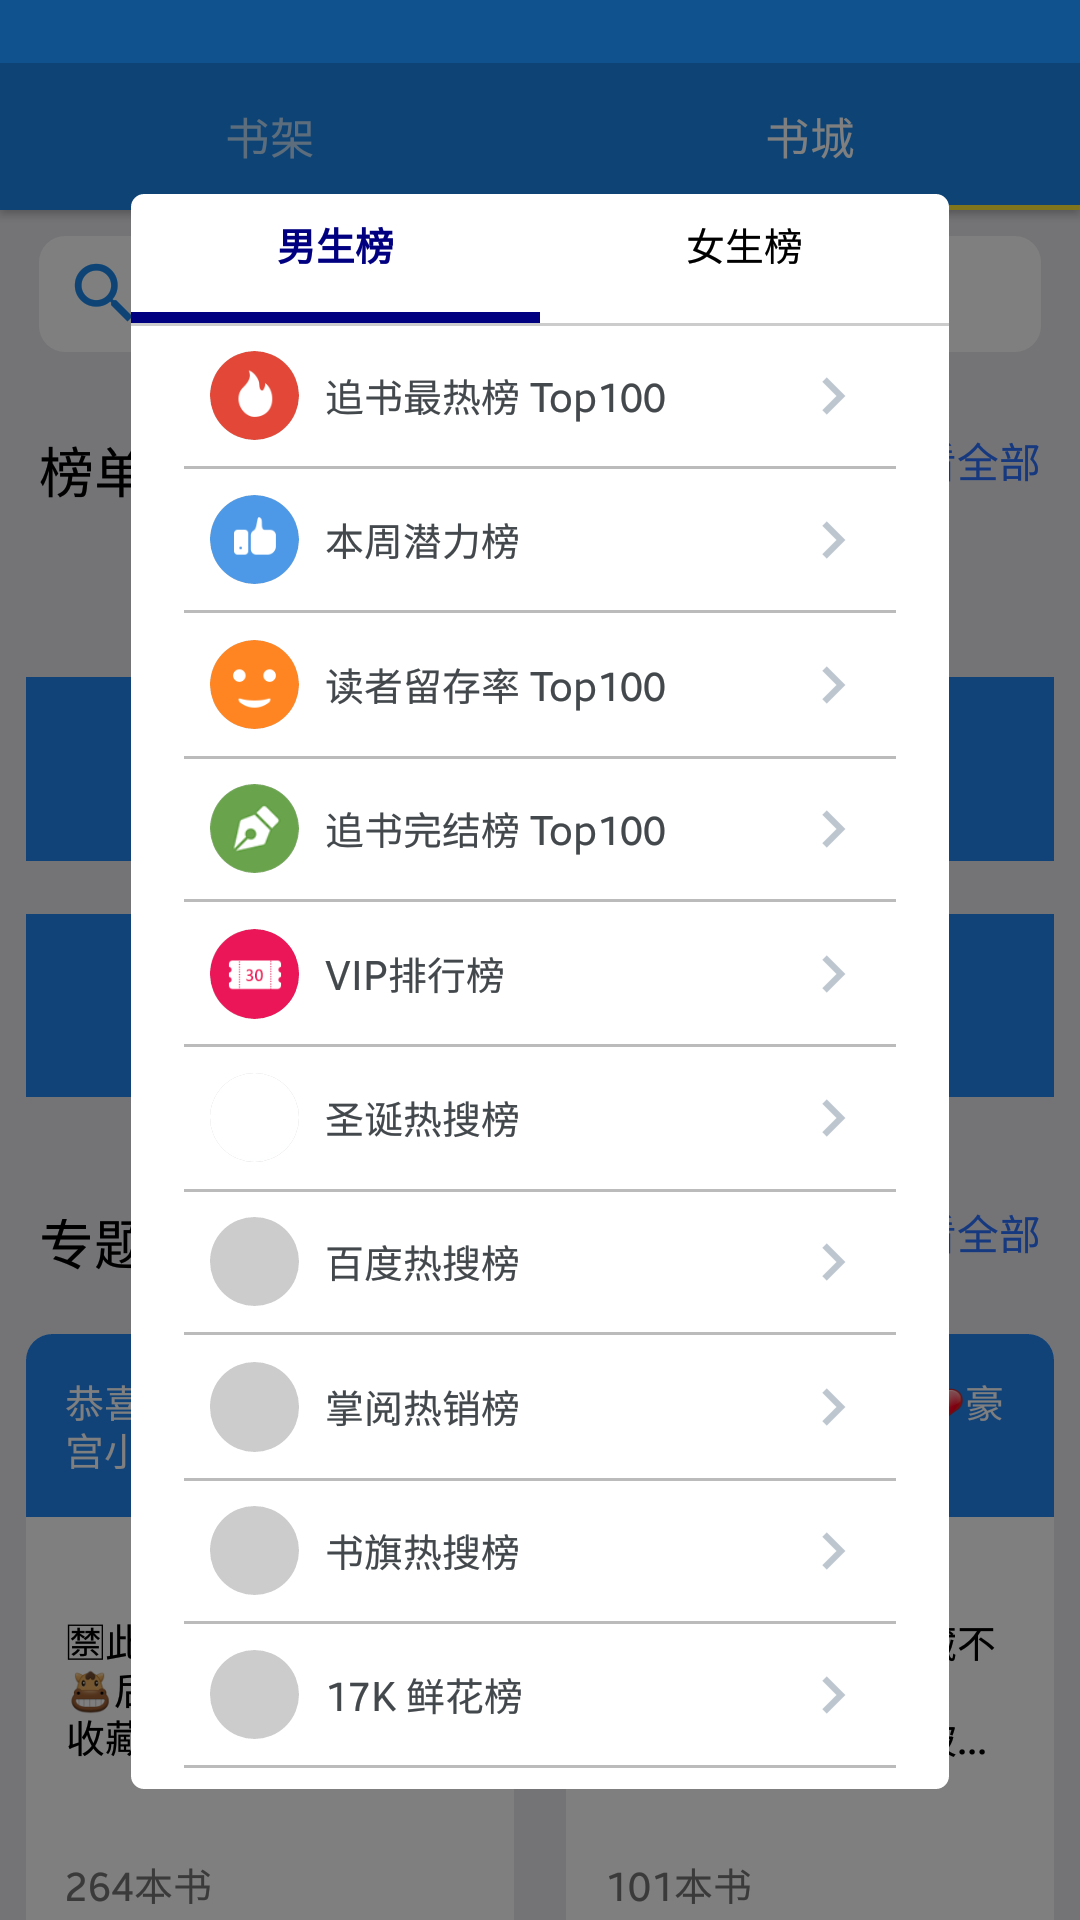 书架
书城
男生榜
女生榜
追书最热榜 Top100
本周潜力榜
读者留存率 Top100
追书完结榜 Top100
30
VIP排行榜
圣诞热搜榜
百度热搜榜
掌阅热销榜
书旗热搜榜
17K 鲜花榜
榜单
全部
专题
全部
恭喜
豪
宫小
禁此
不
后
收藏
...
264本书
101本书